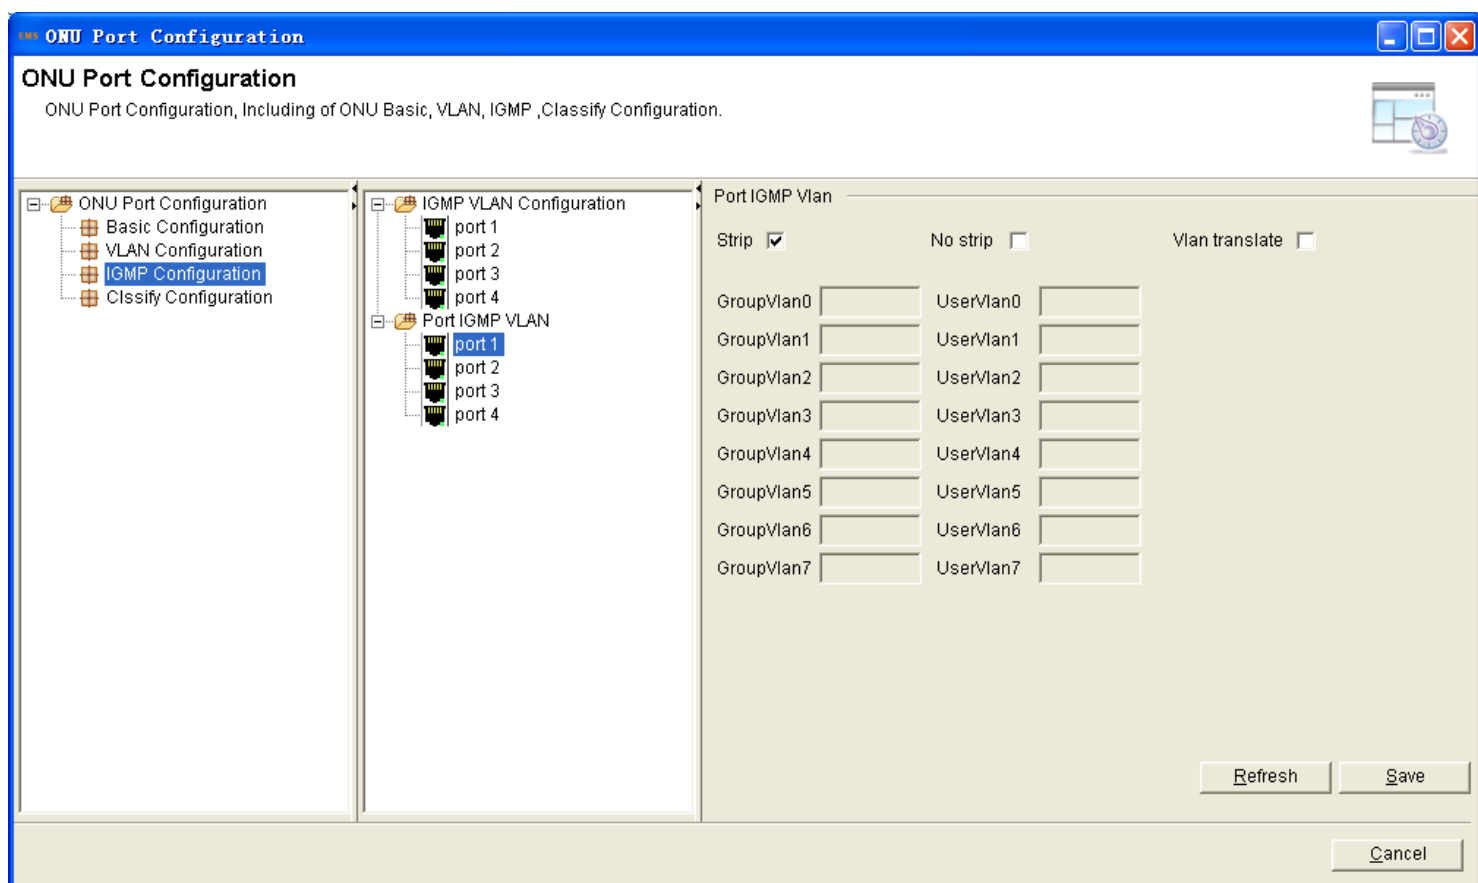 EMS ONU Port Configuration
ONU Port Configuration
ONU Port Configuration, Including of ONU Basic, VLAN, IGMP ,Classify Configuration.
ONU Port Configuration
Basic Configuration
VLAN Configuration
IGMP Configuration
Clssify Configuration
IGMP VLAN Configuration
port 1
port 2
port 3
port 4
Port IGMP VLAN
port 1
port 2
port 3
port 4
Port IGMP Vlan
Strip No strip Vlan translate
GroupVlan0 UserVlan0
GroupVlan1 UserVlan1
GroupVlan2 UserVlan2
GroupVlan3 UserVlan3
GroupVlan4 UserVlan4
GroupVlan5 UserVlan5
GroupVlan6 UserVlan6
GroupVlan7 UserVlan7
Refresh Save
Cancel